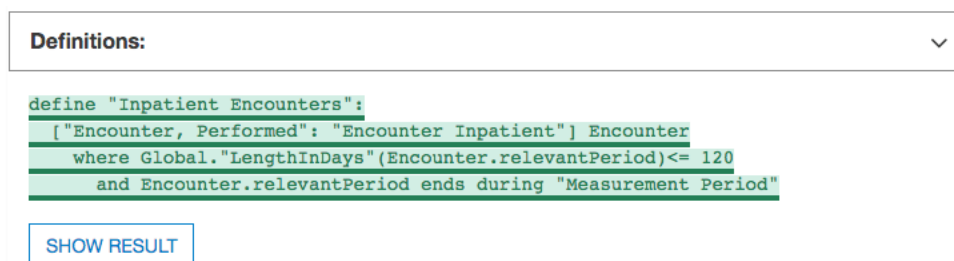 Definitions:
define "Inpatient Encounters":
["Encounter, Performed": "Encounter Inpatient"] Encounter
where Global."LengthInDays"(Encounter.relevantPeriod)<= 120
and Encounter.relevantPeriod ends during "Measurement Period"
SHOW RESULT